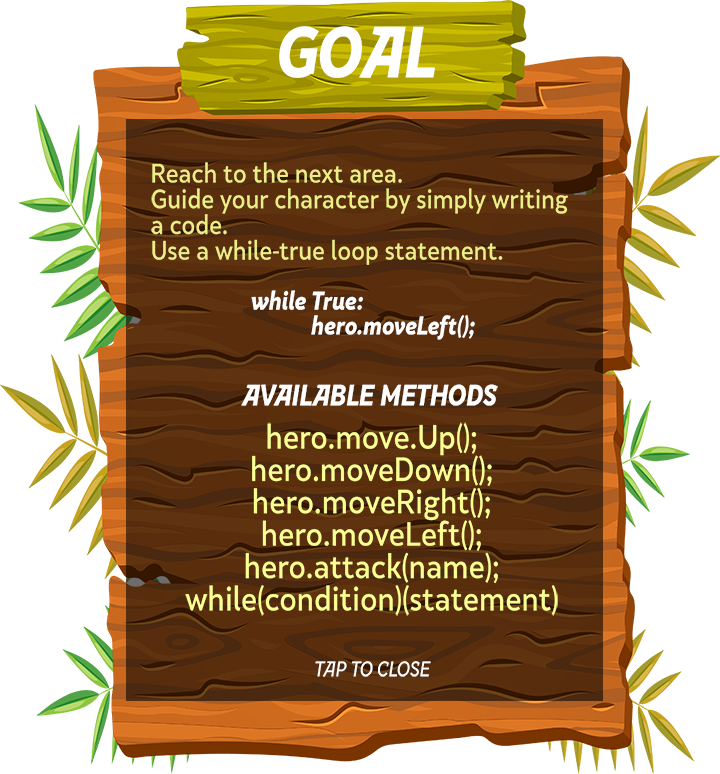 GOAL
Reach to the next area.
Guide your character by simply writing
a code.
Use a while-true loop statement.
while True:
hero.moveLeft();
AVAILABLE METHODS
hero.move.Up();
hero.moveDown();
hero.moveRight();
hero.moveLeft();
hero.attack(name);
while(condition)(statement)
TAP TO CLOSE